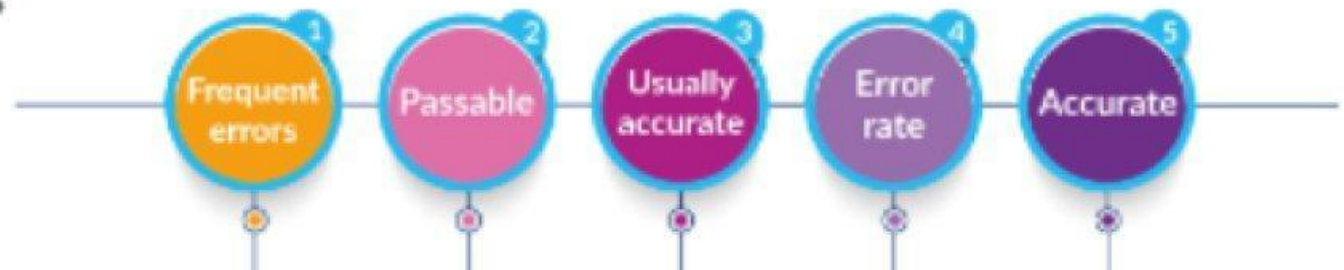 1
Frequent
errors
2
Passable
3
Usually
accurate
4
Error
rate
5
Accurate